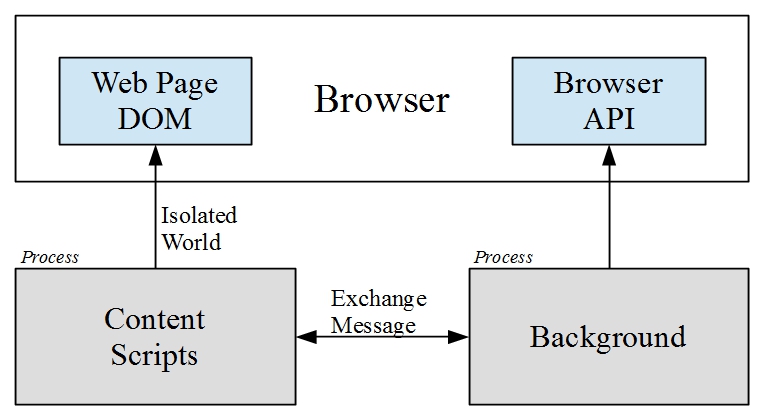 Web Page
DOM
Browser
Browser
API
Isolated
World
Process
Process
Content
Scripts
Exchange
Message
Background